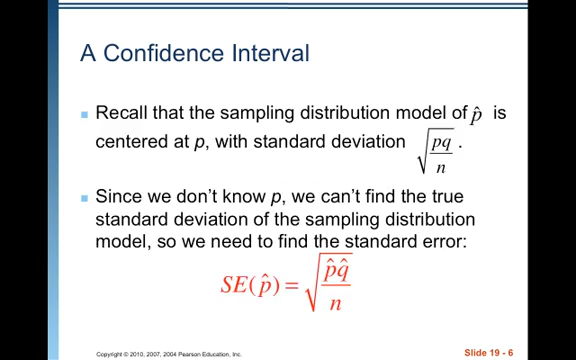 A Confidence Interval
Recall that the sampling distribution model of p̂ is
centered at p, with standard deviation √(pq/n) .
Since we don't know p, we can't find the true
standard deviation of the sampling distribution
model, so we need to find the standard error:
SE(p̂) = √(p̂q̂/n)
Copyright © 2010, 2007, 2004 Pearson Education, Inc.
Slide 19 - 6